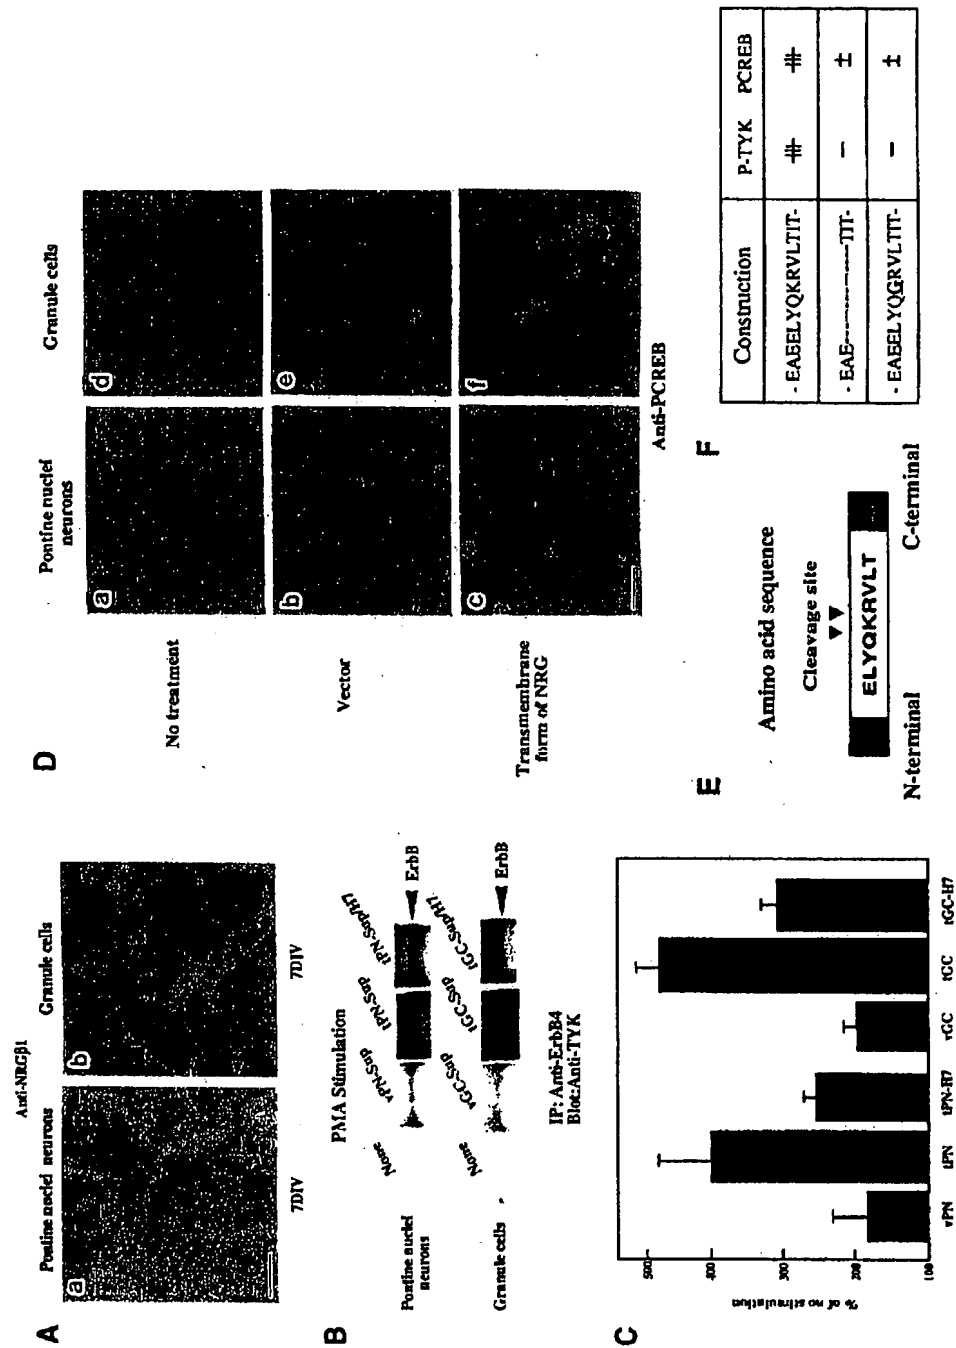 A
Anti-NRGβ1
Pontine nuclei neurons
Granule cells
a
b
7DIV
7DIV
B
PMA Stimulation
None
vPN-Sup
tPN-Sup
tPN-Sup/H7
Pontine nuclei
neurons
ErbB
None
vGC-Sup
tGC-Sup
tGC-Sup/H7
Granule cells
ErbB
IP: Anti-ErbB4
Blot:Anti-TYK
C
% of no stimulation
500
400
300
200
100
vPN
tPN
tPN-H7
vGC
tGC
tGC-H7
D
Pontine nuclei
neurons
Granule cells
No treatment
a
d
Vector
b
e
Transmembrane
form of NRG
c
f
Anti-PCREB
E
Amino acid sequence
Cleavage site
ELYQKRVLT
N-terminal
C-terminal
F
Construction P-TYK PCREB
- EAEELYQKRVLTIT- ⧻ ⧻
- EAE---------TIT- − ±
- EAEELYQGRVLTIT- − ±